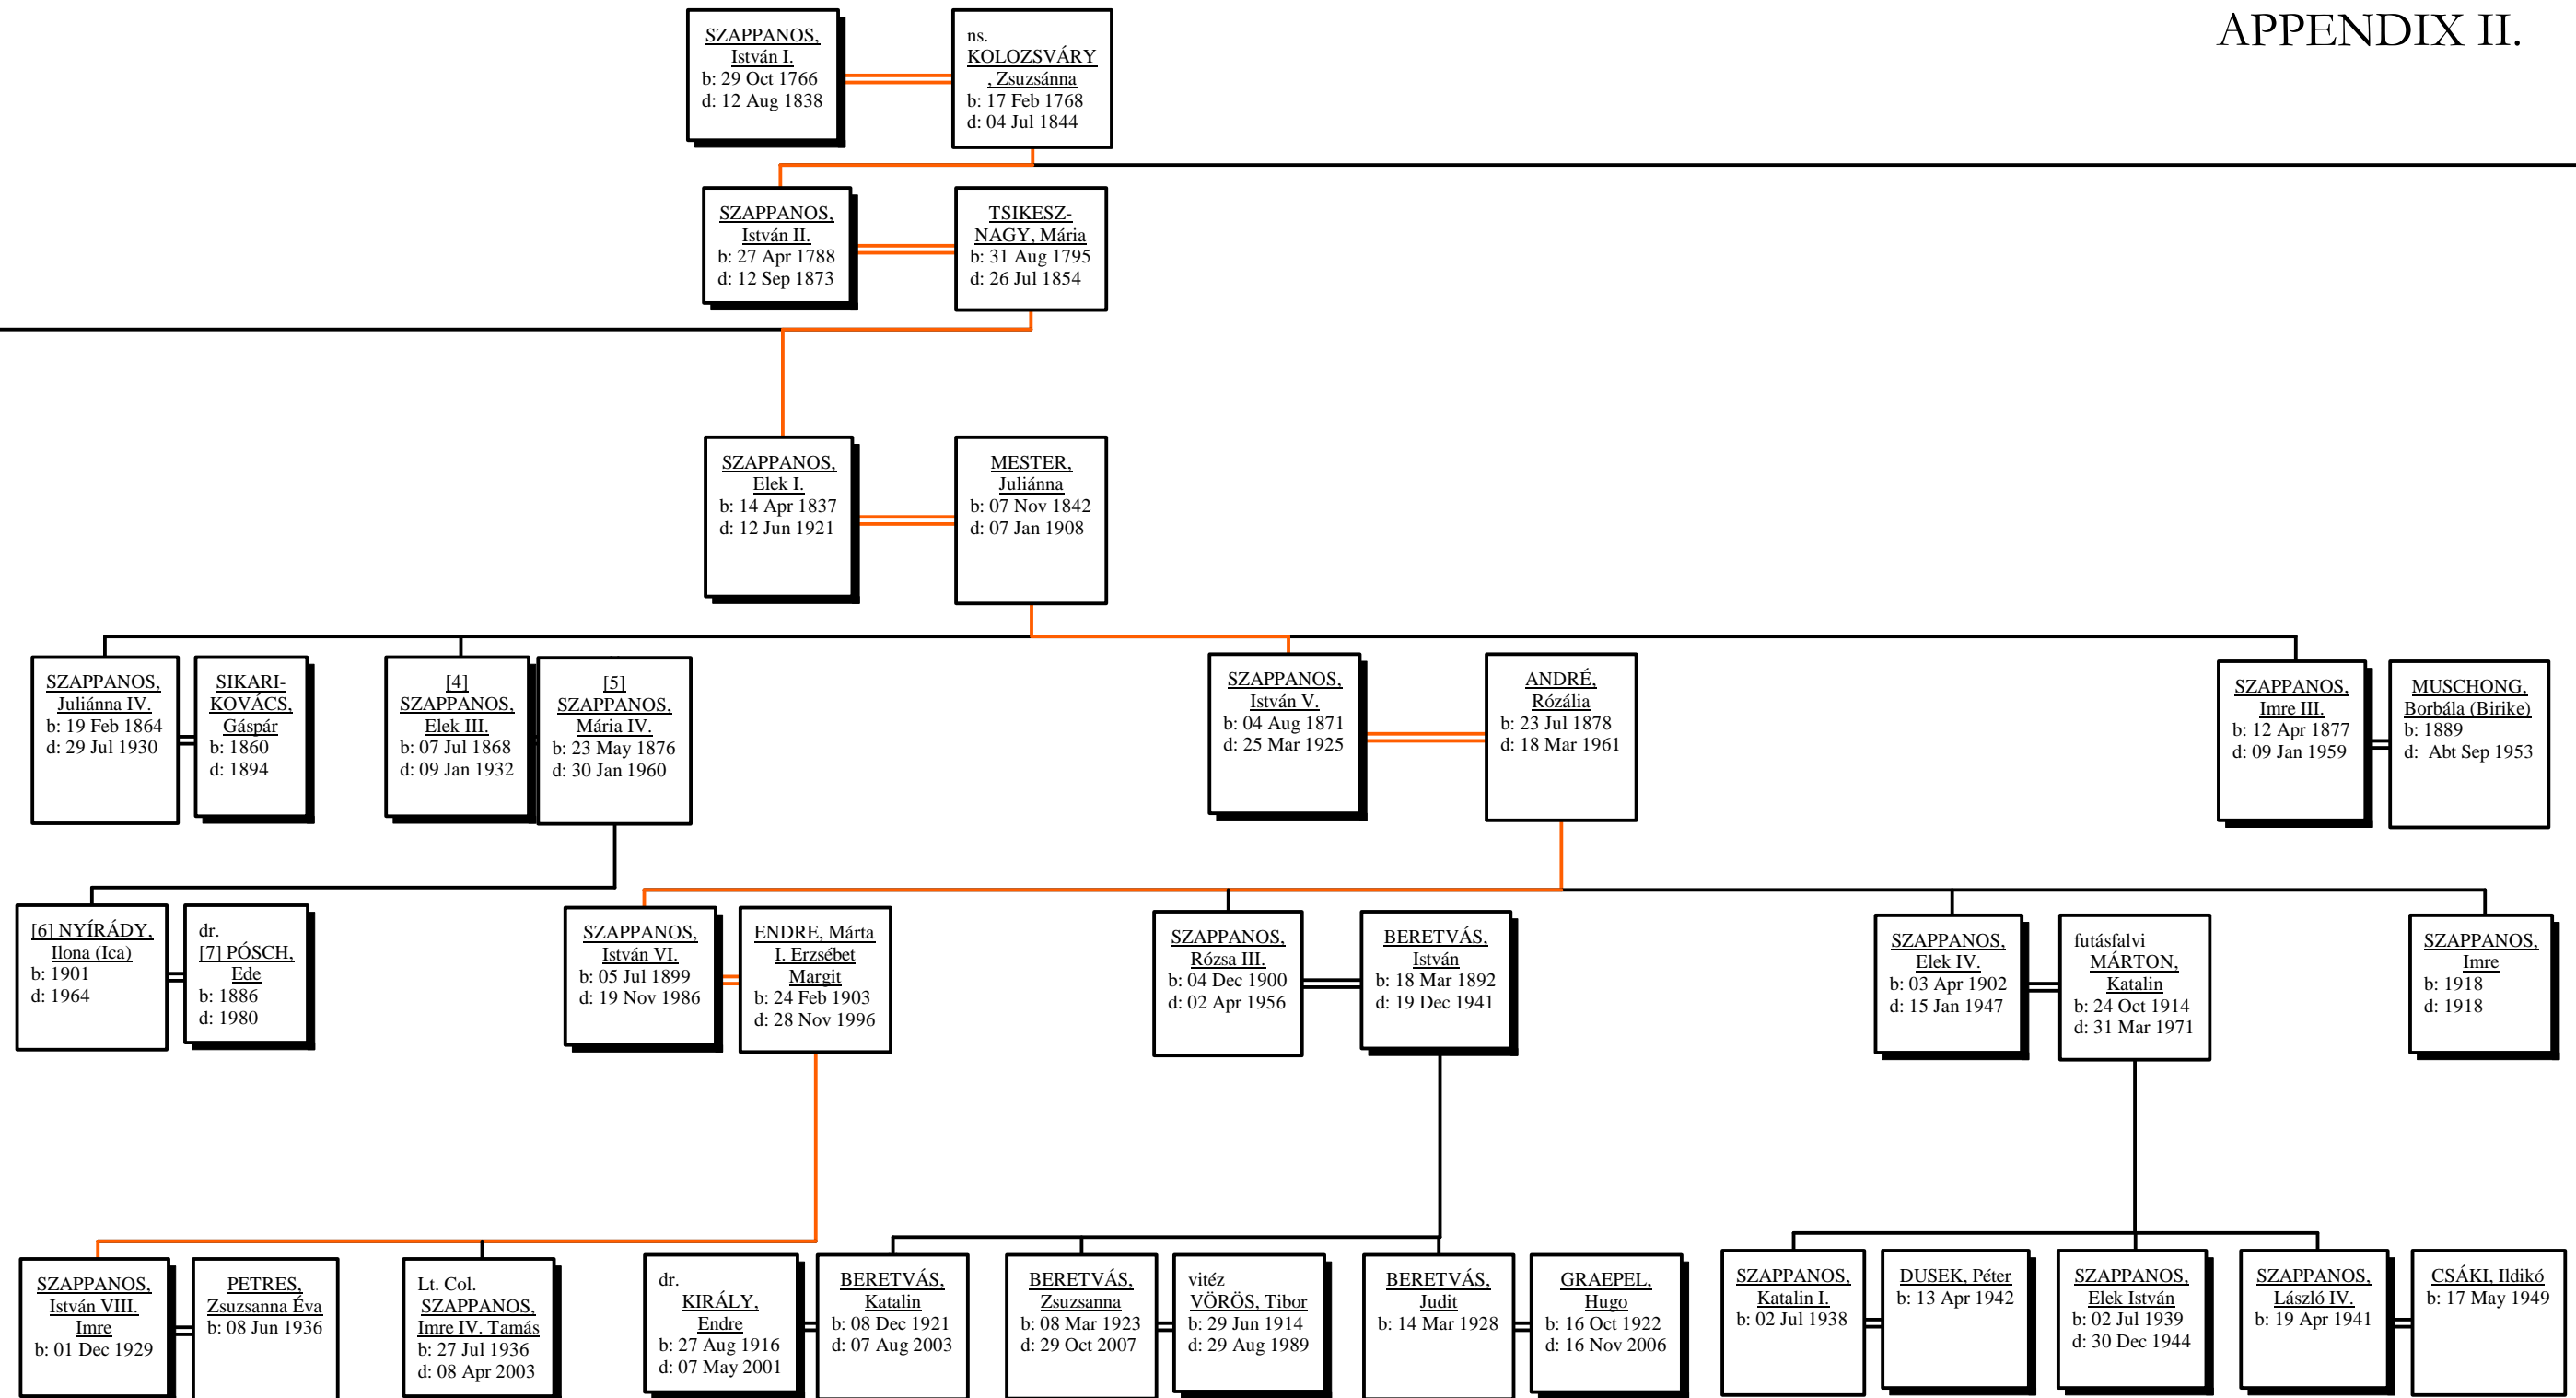 APPENDIX II.
SZAPPANOS,
István I.
b: 29 Oct 1766
d: 12 Aug 1838
ns.
KOLOZSVÁRY
, Zsuzsánna
b: 17 Feb 1768
d: 04 Jul 1844
SZAPPANOS,
István II.
b: 27 Apr 1788
d: 12 Sep 1873
TSIKESZ-
NAGY, Mária
b: 31 Aug 1795
d: 26 Jul 1854
SZAPPANOS,
Elek I.
b: 14 Apr 1837
d: 12 Jun 1921
MESTER,
Juliánna
b: 07 Nov 1842
d: 07 Jan 1908
SZAPPANOS,
Juliánna IV.
b: 19 Feb 1864
d: 29 Jul 1930
SIKARI-
KOVÁCS,
Gáspár
b: 1860
d: 1894
[4]
SZAPPANOS,
Elek III.
b: 07 Jul 1868
d: 09 Jan 1932
[5]
SZAPPANOS,
Mária IV.
b: 23 May 1876
d: 30 Jan 1960
SZAPPANOS,
István V.
b: 04 Aug 1871
d: 25 Mar 1925
ANDRÉ,
Rózália
b: 23 Jul 1878
d: 18 Mar 1961
SZAPPANOS,
Imre III.
b: 12 Apr 1877
d: 09 Jan 1959
MUSCHONG,
Borbála (Birike)
b: 1889
d: Abt Sep 1953
[6] NYÍRÁDY,
Ilona (Ica)
b: 1901
d: 1964
dr.
[7] PÓSCH,
Ede
b: 1886
d: 1980
SZAPPANOS,
István VI.
b: 05 Jul 1899
d: 19 Nov 1986
ENDRE, Márta
I. Erzsébet
Margit
b: 24 Feb 1903
d: 28 Nov 1996
SZAPPANOS,
Rózsa III.
b: 04 Dec 1900
d: 02 Apr 1956
BERETVÁS,
István
b: 18 Mar 1892
d: 19 Dec 1941
SZAPPANOS,
Elek IV.
b: 03 Apr 1902
d: 15 Jan 1947
futásfalvi
MÁRTON,
Katalin
b: 24 Oct 1914
d: 31 Mar 1971
SZAPPANOS,
Imre
b: 1918
d: 1918
SZAPPANOS,
István VIII.
Imre
b: 01 Dec 1929
PETRES,
Zsuzsanna Éva
b: 08 Jun 1936
Lt. Col.
SZAPPANOS,
Imre IV. Tamás
b: 27 Jul 1936
d: 08 Apr 2003
dr.
KIRÁLY,
Endre
b: 27 Aug 1916
d: 07 May 2001
BERETVÁS,
Katalin
b: 08 Dec 1921
d: 07 Aug 2003
BERETVÁS,
Zsuzsanna
b: 08 Mar 1923
d: 29 Oct 2007
vitéz
VÖRÖS, Tibor
b: 29 Jun 1914
d: 29 Aug 1989
BERETVÁS,
Judit
b: 14 Mar 1928
GRAEPEL,
Hugo
b: 16 Oct 1922
d: 16 Nov 2006
SZAPPANOS,
Katalin I.
b: 02 Jul 1938
DUSEK, Péter
b: 13 Apr 1942
SZAPPANOS,
Elek István
b: 02 Jul 1939
d: 30 Dec 1944
SZAPPANOS,
László IV.
b: 19 Apr 1941
CSÁKI, Ildikó
b: 17 May 1949